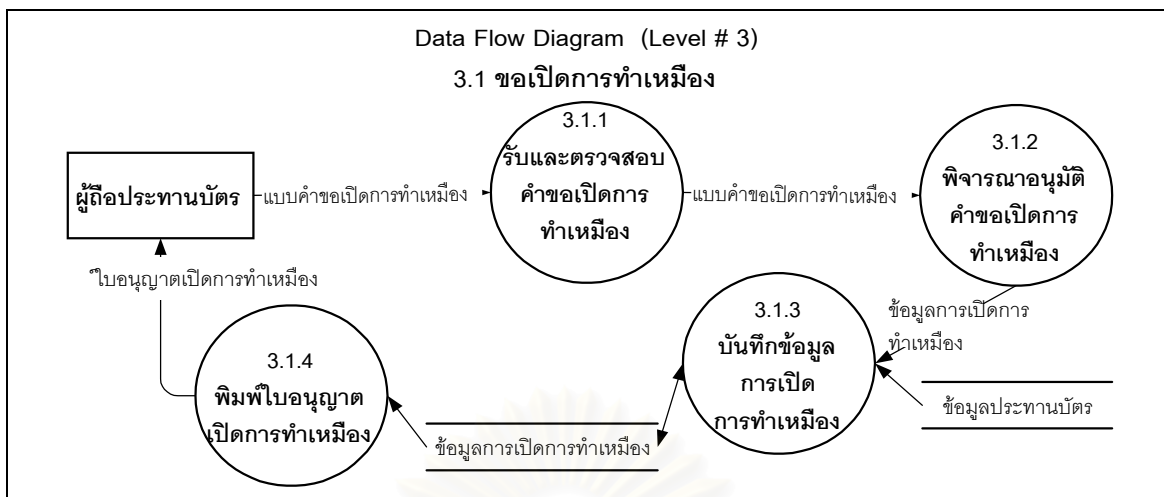 Data Flow Diagram (Level # 3)
3.1 ขอเปิดการทำเหมือง
ผู้ถือประทานบัตร
แบบคำขอเปิดการทำเหมือง
3.1.1
รับและตรวจสอบ
คำขอเปิดการ
ทำเหมือง
แบบคำขอเปิดการทำเหมือง
3.1.2
พิจารณาอนุมัติ
คำขอเปิดการ
ทำเหมือง
ข้อมูลการเปิดการ
ทำเหมือง
3.1.3
บันทึกข้อมูล
การเปิด
การทำเหมือง
ข้อมูลประทานบัตร
ข้อมูลการเปิดการทำเหมือง
3.1.4
พิมพ์ใบอนุญาต
เปิดการทำเหมือง
ใบอนุญาตเปิดการทำเหมือง